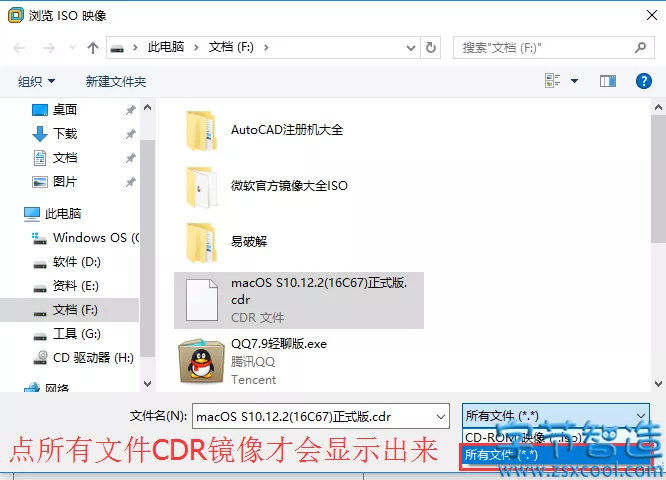 浏览 ISO 映像
此电脑 文档 (F:)
搜索"文档 (F:)"
组织 新建文件夹
桌面
下载
文档
图片
此电脑
Windows OS (C
软件 (D:)
资料 (E:)
文档 (F:)
工具 (G:)
CD 驱动器 (H:)
网络
AutoCAD注册机大全
微软官方镜像大全ISO
易破解
macOS S10.12.2(16C67)正式版.
cdr
CDR 文件
QQ7.9轻聊版.exe
腾讯QQ
Tencent
文件名(N): macOS S10.12.2(16C67)正式版.cdr
所有文件 (*.*)
CD-ROM 映像 (*.iso)
所有文件 (*.*)
点所有文件CDR镜像才会显示出来
字节智造
www.zsxcool.com